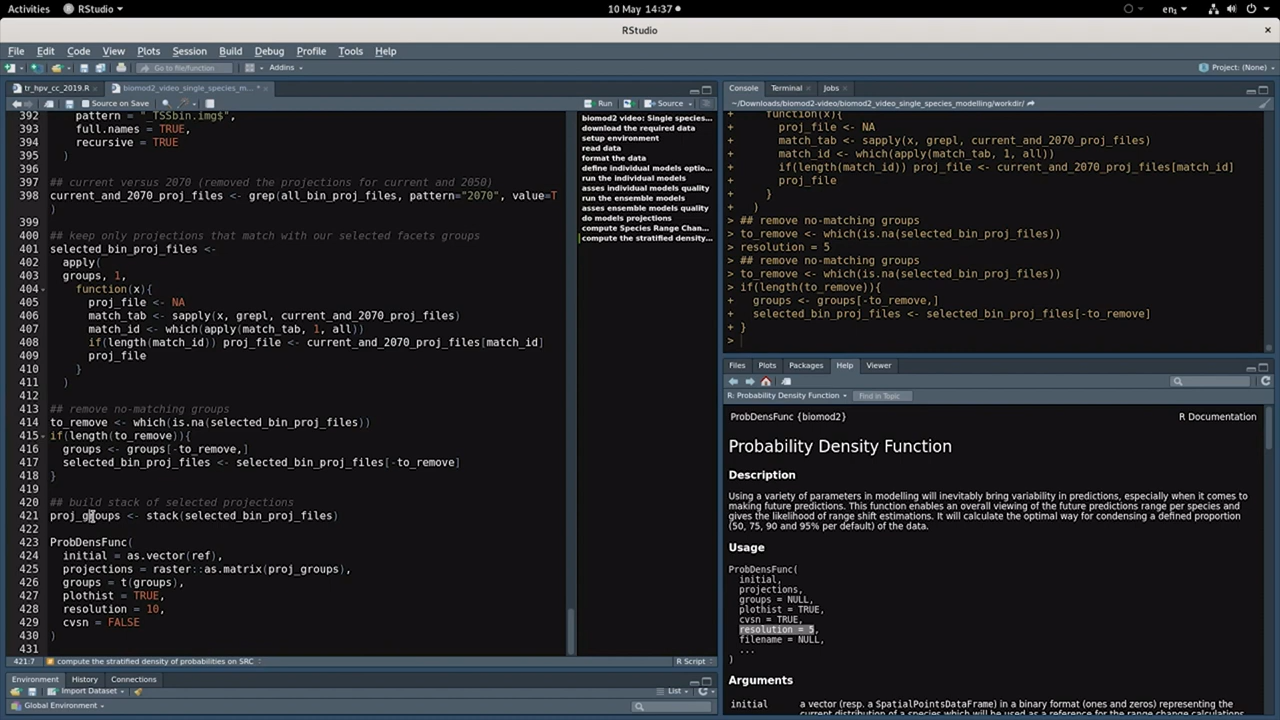 Activities RStudio 10 May 14:37 en₁
RStudio
File Edit Code View Plots Session Build Debug Profile Tools Help
Go to file/function Addins Project: (None)
tr_hpv_cc_2019.R biomod2_video_single_species_m... *
Source on Save Run Source
392 pattern = "_TSSbin.img$",
393 full.names = TRUE,
394 recursive = TRUE
395 )
396
397 ## current versus 2070 (removed the projections for current and 2050)
398 current_and_2070_proj_files <- grep(all_bin_proj_files, pattern="2070", value=T
)
399
400 ## keep only projections that match with our selected facets groups
401 selected_bin_proj_files <-
402 apply(
403 groups, 1,
404 function(x){
405 proj_file <- NA
406 match_tab <- sapply(x, grepl, current_and_2070_proj_files)
407 match_id <- which(apply(match_tab, 1, all))
408 if(length(match_id)) proj_file <- current_and_2070_proj_files[match_id]
409 proj_file
410 }
411 )
412
413 ## remove no-matching groups
414 to_remove <- which(is.na(selected_bin_proj_files))
415 if(length(to_remove)){
416 groups <- groups[-to_remove,]
417 selected_bin_proj_files <- selected_bin_proj_files[-to_remove]
418 }
419
420 ## build stack of selected projections
421 proj_groups <- stack(selected_bin_proj_files)
422
423 ProbDensFunc(
424 initial = as.vector(ref),
425 projections = raster::as.matrix(proj_groups),
426 groups = t(groups),
427 plothist = TRUE,
428 resolution = 10,
429 cvsn = FALSE
430 )
431
421:7 compute the stratified density of probabilities on SRC R Script
biomod2 video: Single species...
download the required data
setup environment
read data
format the data
define individual models optio...
run the individual models
asses individual models quality
run the ensemble models
asses ensemble models quality
do models projections
compute Species Range Chan...
compute the stratified density...
Environment History Connections
Import Dataset List
Global Environment
Console Terminal Jobs
~/Downloads/biomod2-video/biomod2_video_single_species_modelling/workdir/
+ function(x){
+ proj_file <- NA
+ match_tab <- sapply(x, grepl, current_and_2070_proj_files)
+ match_id <- which(apply(match_tab, 1, all))
+ if(length(match_id)) proj_file <- current_and_2070_proj_files[match_id]
+ proj_file
+ }
+ )
> ## remove no-matching groups
> to_remove <- which(is.na(selected_bin_proj_files))
> resolution = 5
> ## remove no-matching groups
> to_remove <- which(is.na(selected_bin_proj_files))
> if(length(to_remove)){
+ groups <- groups[-to_remove,]
+ selected_bin_proj_files <- selected_bin_proj_files[-to_remove]
+ }
>
Files Plots Packages Help Viewer
R: Probability Density Function Find in Topic
ProbDensFunc {biomod2} R Documentation
Probability Density Function
Description
Using a variety of parameters in modelling will inevitably bring variability in predictions, especially when it comes to
making future predictions. This function enables an overall viewing of the future predictions range per species and
gives the likelihood of range shift estimations. It will calculate the optimal way for condensing a defined proportion
(50, 75, 90 and 95% per default) of the data.
Usage
ProbDensFunc(
initial,
projections,
groups = NULL,
plothist = TRUE,
cvsn = TRUE,
resolution = 5,
filename = NULL,
...
)
Arguments
initial a vector (resp. a SpatialPointsDataFrame) in a binary format (ones and zeros) representing the
current distribution of a species which will be used as a reference for the range change calculations